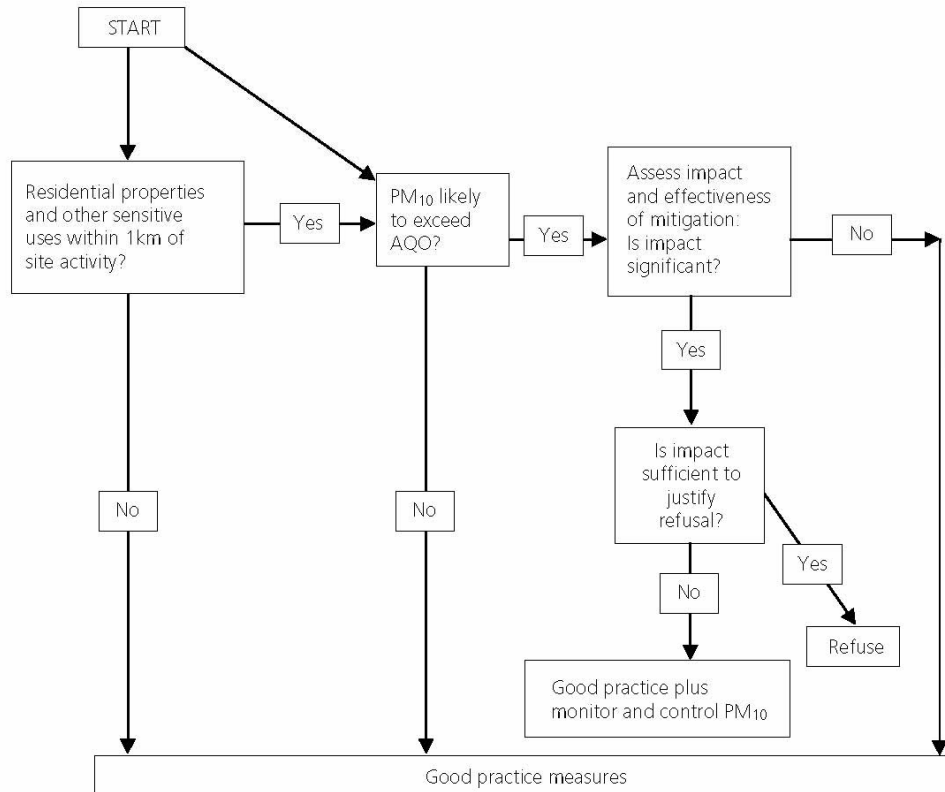 START
Residential properties
and other sensitive
uses within 1km of
site activity?
Yes
PM₁₀ likely
to exceed
AQO?
Yes
Assess impact
and effectiveness
of mitigation:
Is impact
significant?
No
Yes
Is impact
sufficient to
justify
refusal?
No
No
No
Yes
Refuse
Good practice plus
monitor and control PM₁₀
Good practice measures